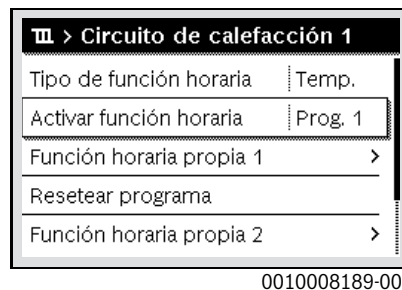 > Circuito de calefacción 1
Tipo de función horaria Temp.
Activar función horaria Prog. 1
Función horaria propia 1 >
Resetear programa
Función horaria propia 2 >
0010008189-00